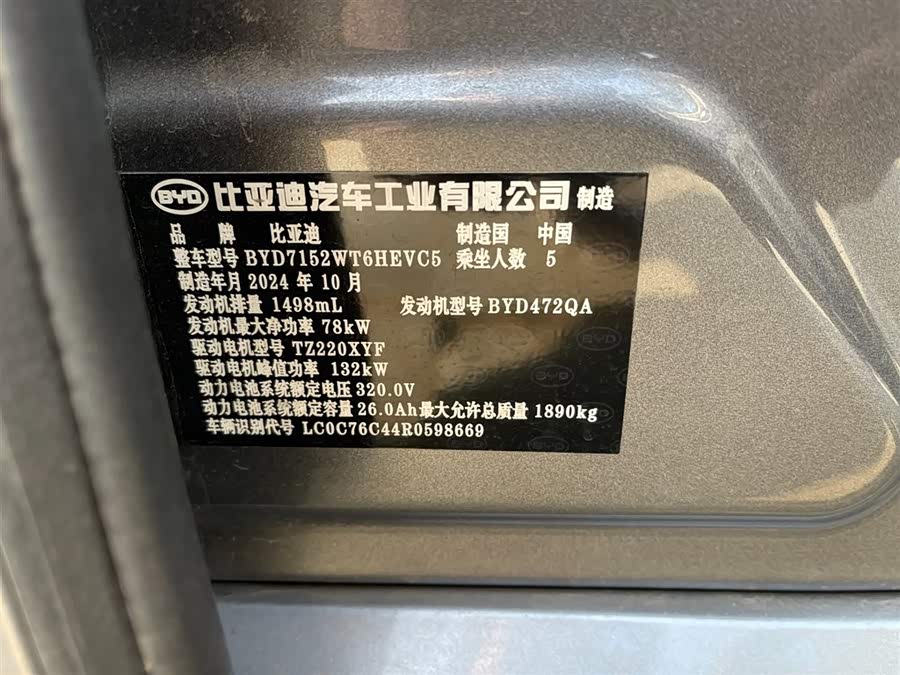 BYD 比亚迪汽车工业有限公司 制造
品 牌 比亚迪 制造国 中国
整车型号 BYD7152WT6HEVC5 乘坐人数 5
制造年月 2024 年 10 月
发动机排量 1498mL 发动机型号 BYD472QA
发动机最大净功率 78kW
驱动电机型号 TZ220XYF
驱动电机峰值功率 132kW
动力电池系统额定电压 320.0V
动力电池系统额定容量 26.0Ah 最大允许总质量 1890kg
车辆识别代号 LC0C76C44R0598669